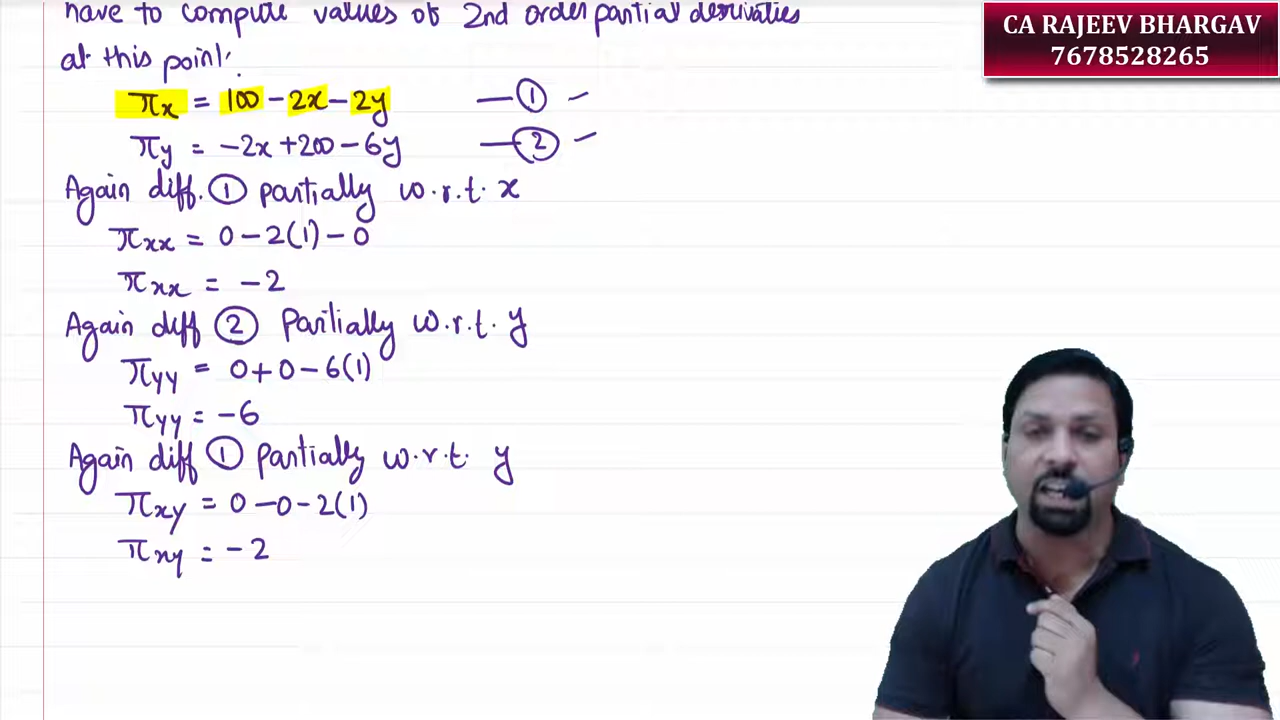 have to compute values of 2nd order partial derivaties
at this point.
πx = 100 - 2x - 2y — ①
πy = -2x + 200 - 6y — ②
Again diff. ① partially w.r.t. x
πxx = 0 - 2(1) - 0
πxx = -2
Again diff ② Partially w.r.t. y
πyy = 0 + 0 - 6(1)
πyy = -6
Again diff ① partially w.r.t. y
πxy = 0 - 0 - 2(1)
πxy = -2
CA RAJEEV BHARGAV
7678528265